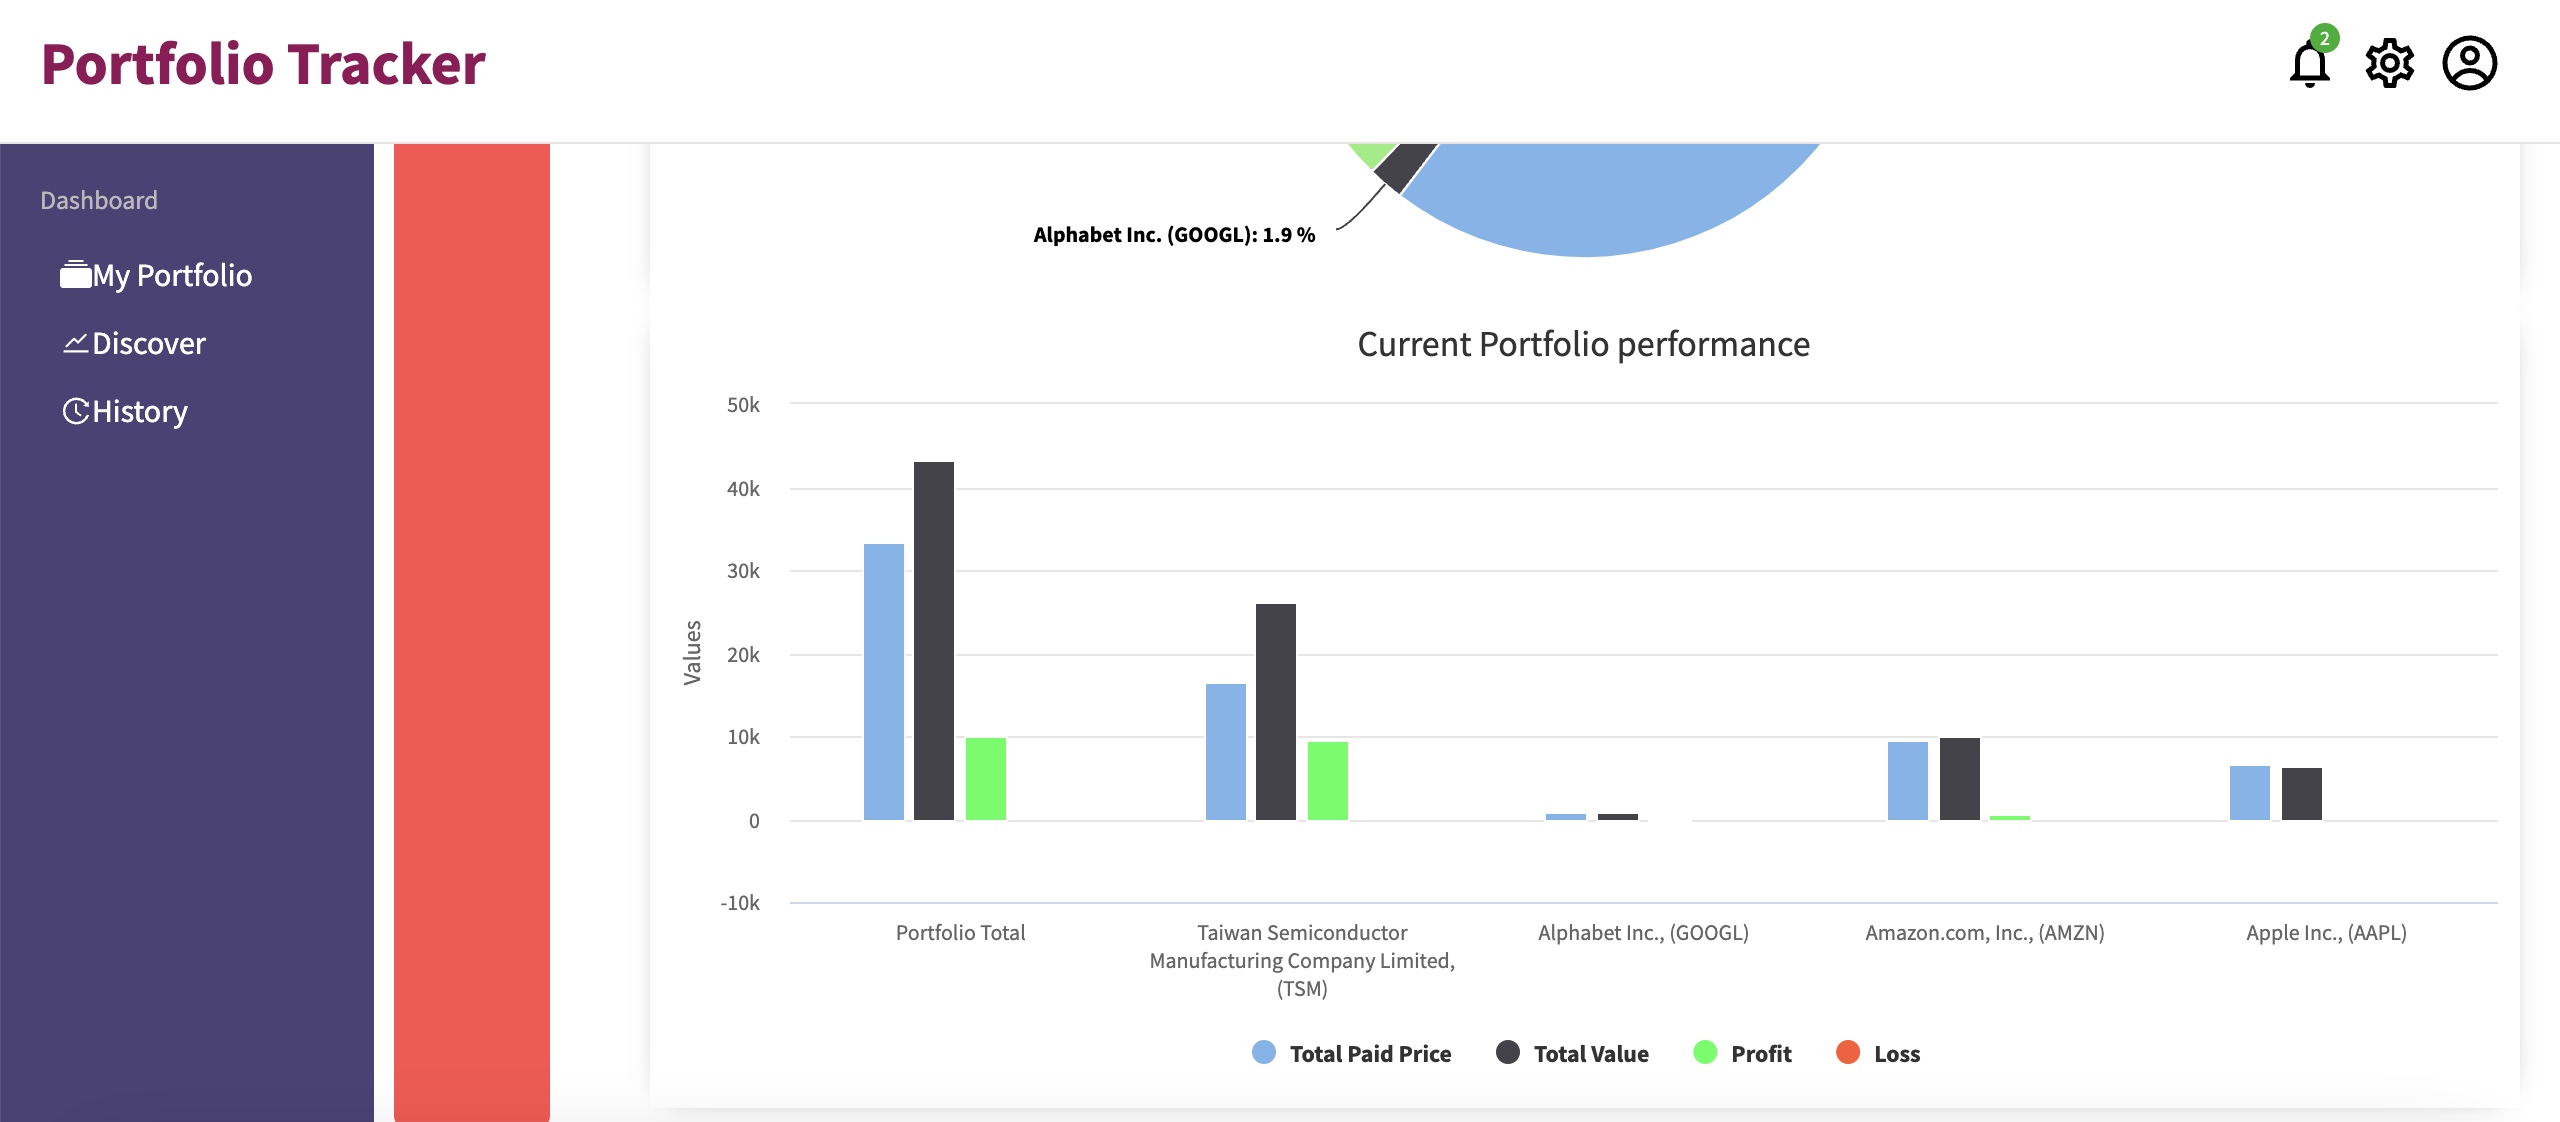 Portfolio Tracker
2
Dashboard
My Portfolio
Discover
History
Alphabet Inc. (GOOGL): 1.9 %
Current Portfolio performance
Values
50k
40k
30k
20k
10k
0
-10k
Portfolio Total
Taiwan Semiconductor
Manufacturing Company Limited,
(TSM)
Alphabet Inc., (GOOGL)
Amazon.com, Inc., (AMZN)
Apple Inc., (AAPL)
Total Paid Price
Total Value
Profit
Loss